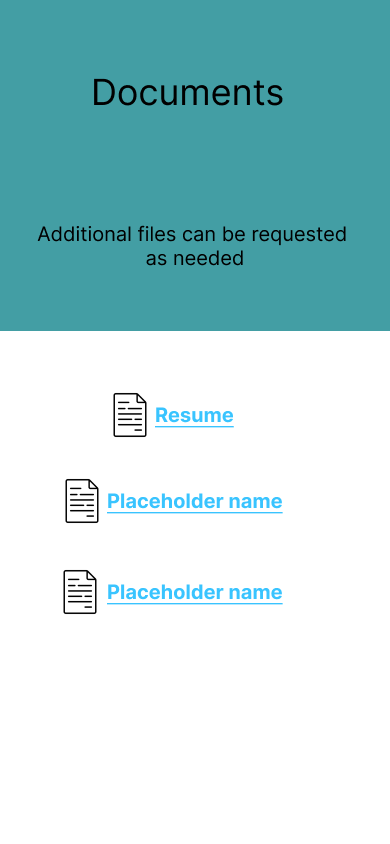 Documents
Additional files can be requested
as needed
Resume
Placeholder name
Placeholder name